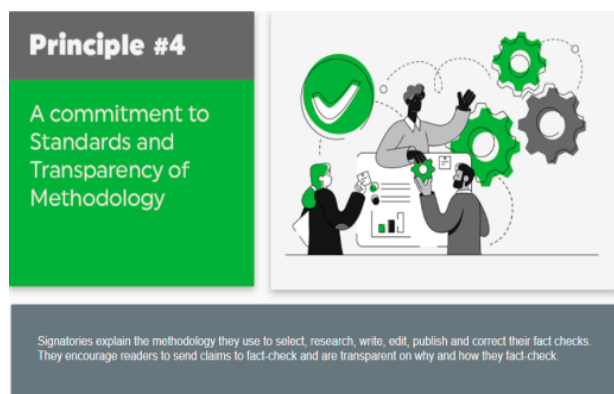 Principle #4
A commitment to
Standards and
Transparency of
Methodology
Signatories explain the methodology they use to select, research, write, edit, publish and correct their fact checks.
They encourage readers to send claims to fact-check and are transparent on why and how they fact-check.